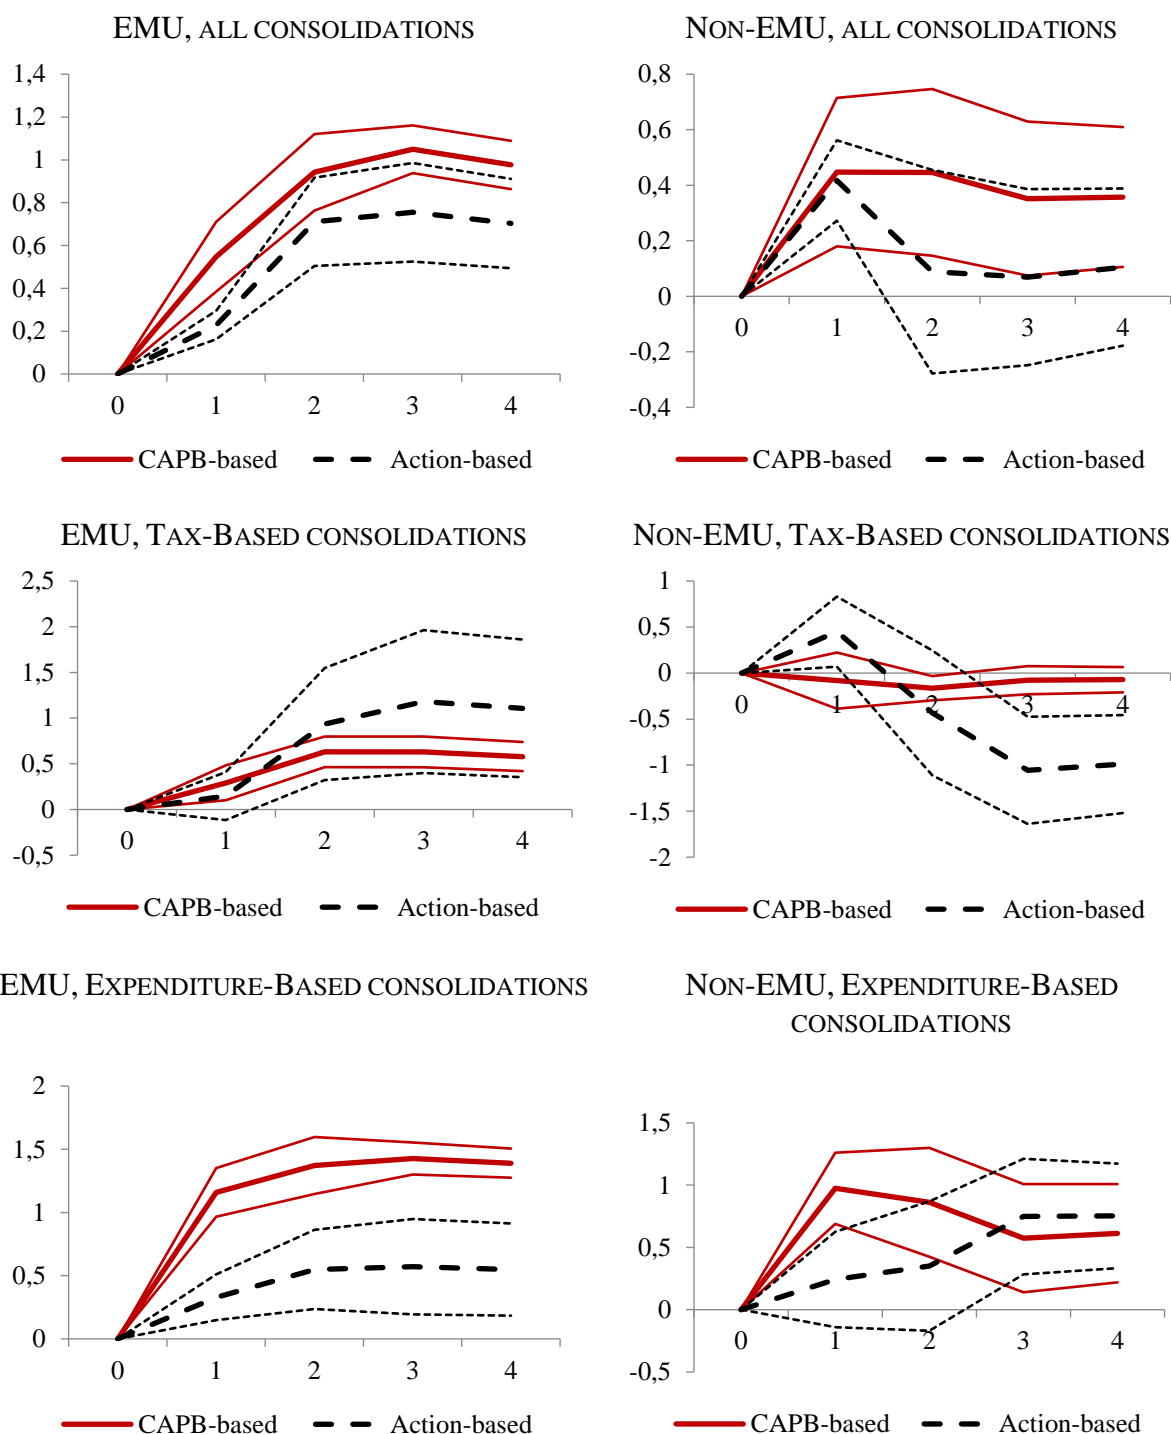 EMU, ALL CONSOLIDATIONS
1,4
1,2
1
0,8
0,6
0,4
0,2
0
0 1 2 3 4
CAPB-based Action-based
NON-EMU, ALL CONSOLIDATIONS
0,8
0,6
0,4
0,2
0
-0,2
-0,4
0 1 2 3 4
CAPB-based Action-based
EMU, TAX-BASED CONSOLIDATIONS
2,5
2
1,5
1
0,5
0
-0,5
0 1 2 3 4
CAPB-based Action-based
NON-EMU, TAX-BASED CONSOLIDATIONS
1
0,5
0
-0,5
-1
-1,5
-2
0 1 2 3 4
CAPB-based Action-based
EMU, EXPENDITURE-BASED CONSOLIDATIONS
2
1,5
1
0,5
0
0 1 2 3 4
CAPB-based Action-based
NON-EMU, EXPENDITURE-BASED
CONSOLIDATIONS
1,5
1
0,5
0
-0,5
0 1 2 3 4
CAPB-based Action-based